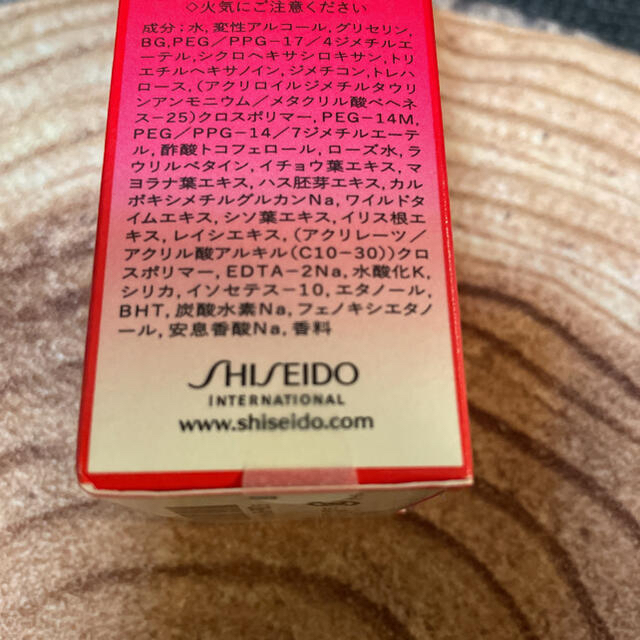 ◇火気にご注意ください
成分：水，変性アルコール，グリセリン，
BG,PEG／PPG-17／4ジメチルエ
ーテル，シクロヘキサシロキサン，トリ
エチルヘキサノイン，ジメチコン，トレハ
ロース，（アクリロイルジメチルタウリ
ンアンモニウム／メタクリル酸ベヘネ
ス-25）クロスポリマー，PEG-14M，
PEG／PPG-14／7ジメチルエーテ
ル，酢酸トコフェロール，ローズ水，ラ
ウリルベタイン，イチョウ葉エキス，マ
ヨラナ葉エキス，ハス胚芽エキス，カル
ボキシメチルグルカンNa，ワイルドタ
イムエキス，シソ葉エキス，イリス根エ
キス，レイシエキス，（アクリレーツ／
アクリル酸アルキル（C10-30））クロ
スポリマー，EDTA-2Na，水酸化K，
シリカ，イソセテス-10，エタノール，
BHT，炭酸水素Na，フェノキシエタノ
ール，安息香酸Na，香料
SHISEIDO
INTERNATIONAL
www.shiseido.com